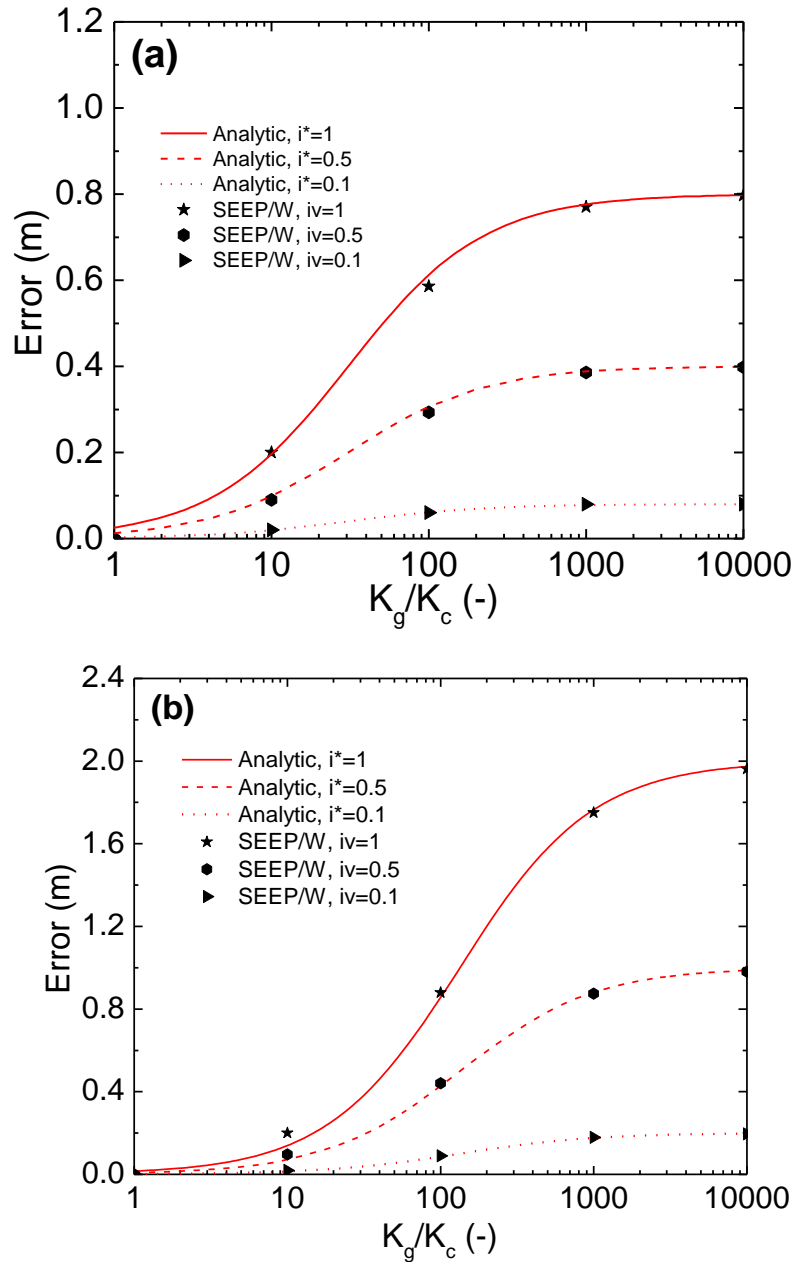 (a)
1.2
1.0
0.8
0.6
0.4
0.2
0.0
Error (m)
Analytic, i*=1
Analytic, i*=0.5
Analytic, i*=0.1
SEEP/W, iv=1
SEEP/W, iv=0.5
SEEP/W, iv=0.1
1 10 100 1000 10000
Kg/Kc (-)
(b)
2.4
2.0
1.6
1.2
0.8
0.4
0.0
Error (m)
Analytic, i*=1
Analytic, i*=0.5
Analytic, i*=0.1
SEEP/W, iv=1
SEEP/W, iv=0.5
SEEP/W, iv=0.1
1 10 100 1000 10000
Kg/Kc (-)